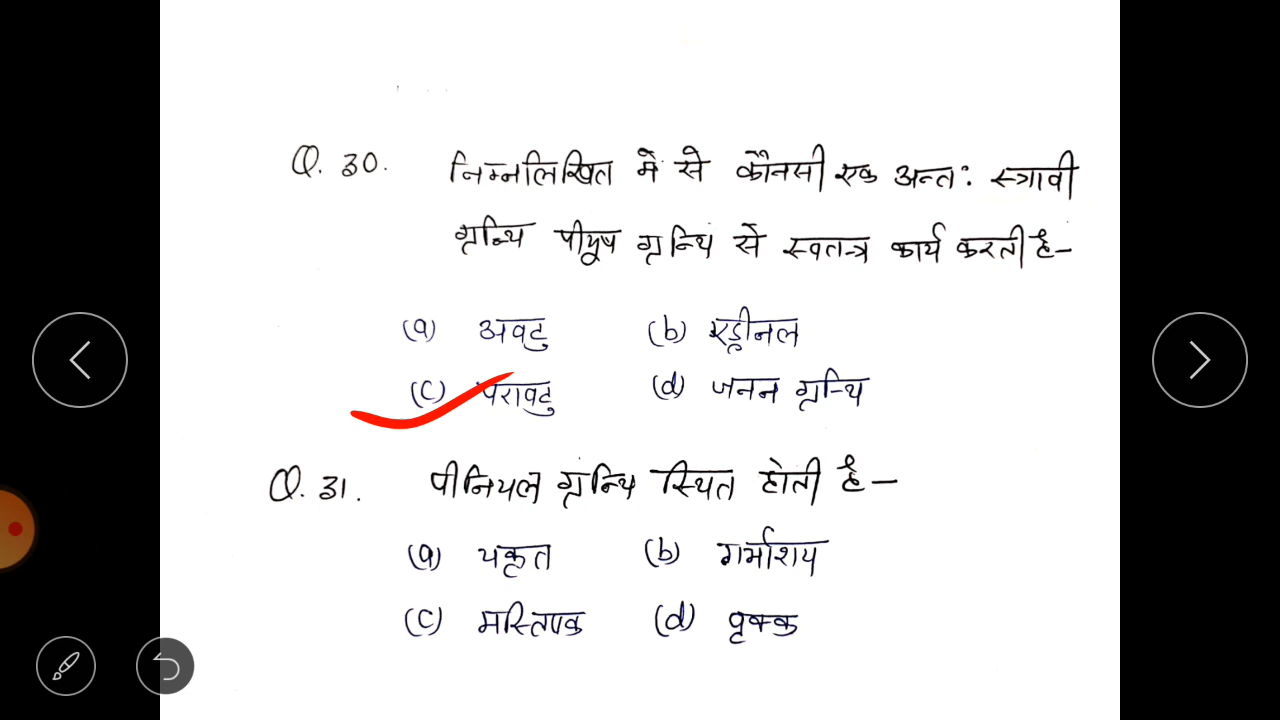 Q. 30. निम्नलिखित में से कौनसी एक अन्त: स्त्रावी
ग्रन्थि पीयूष ग्रन्थि से स्वतन्त्र कार्य करती है-
(a) अवटु (b) एड्रीनल
(c) परावटु (d) जनन ग्रन्थि
Q. 31. पीनियल ग्रन्थि स्थित होती है-
(a) यकृत (b) गर्भाशय
(c) मस्तिष्क (d) वृक्क